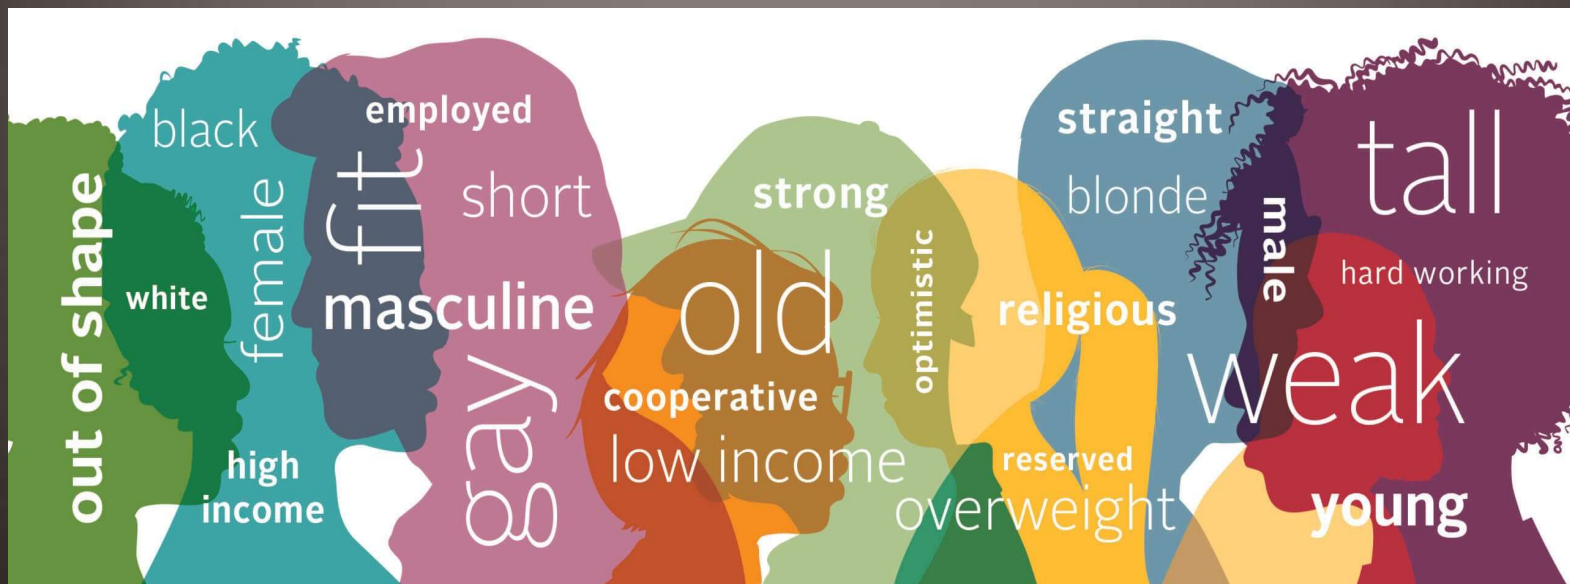 out of shape
black
white
female
high
income
employed
fit
short
masculine
gay
strong
old
cooperative
low income
optimistic
religious
reserved
overweight
straight
blonde
male
tall
hard working
weak
young